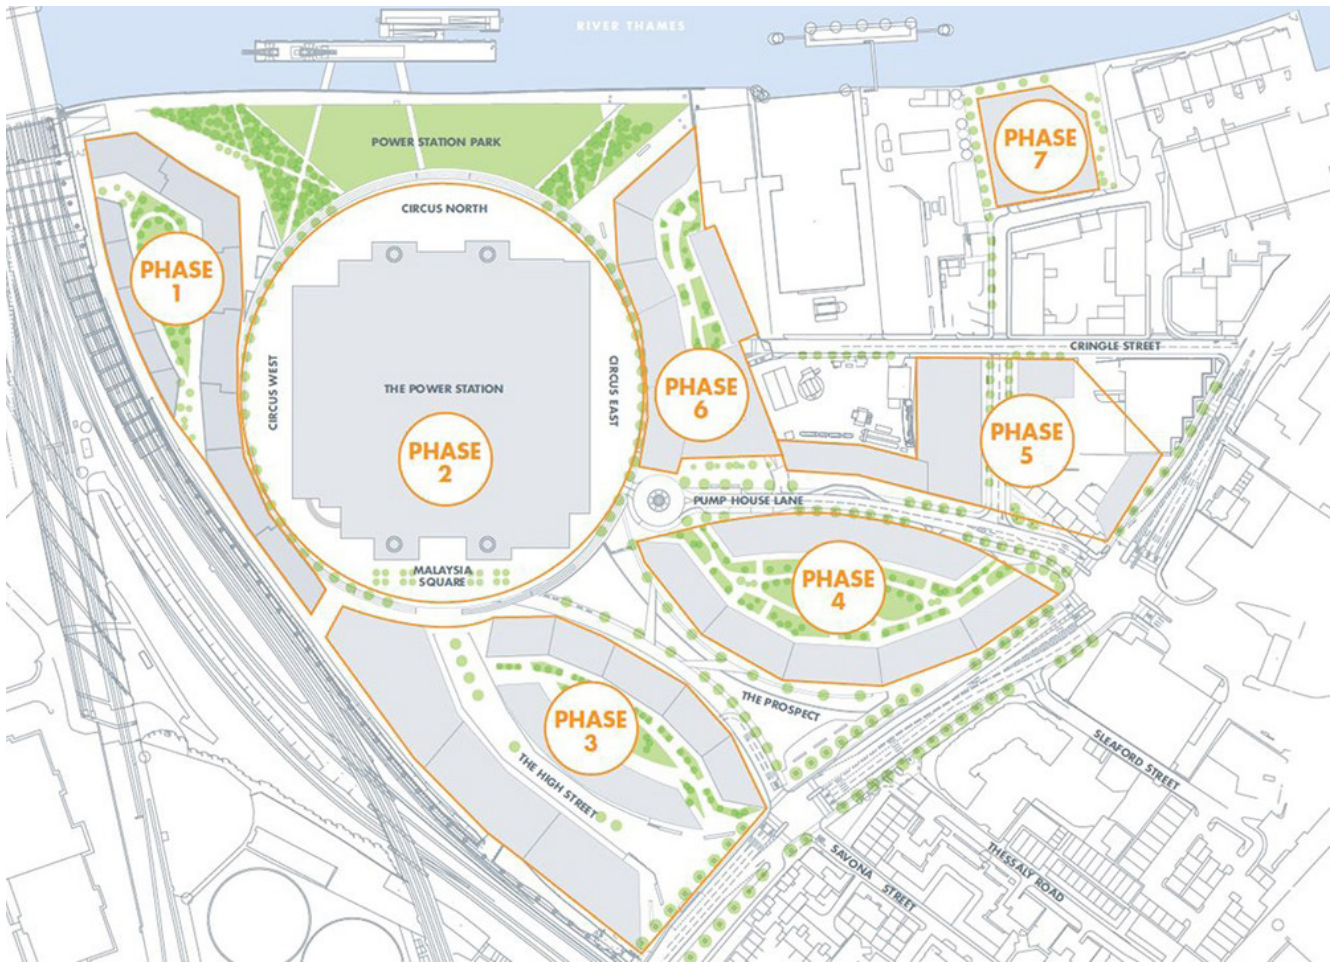 RIVER THAMES
POWER STATION PARK
PHASE
7
CIRCUS NORTH
PHASE
1
CRINGLE STREET
CIRCUS WEST
THE POWER STATION
CIRCUS EAST
PHASE
6
PHASE
2
PHASE
5
PUMP HOUSE LANE
MALAYSIA
SQUARE
PHASE
4
THE PROSPECT
PHASE
3
SLEAFORD STREET
THE HIGH STREET
THESSALY ROAD
SAVONA STREET